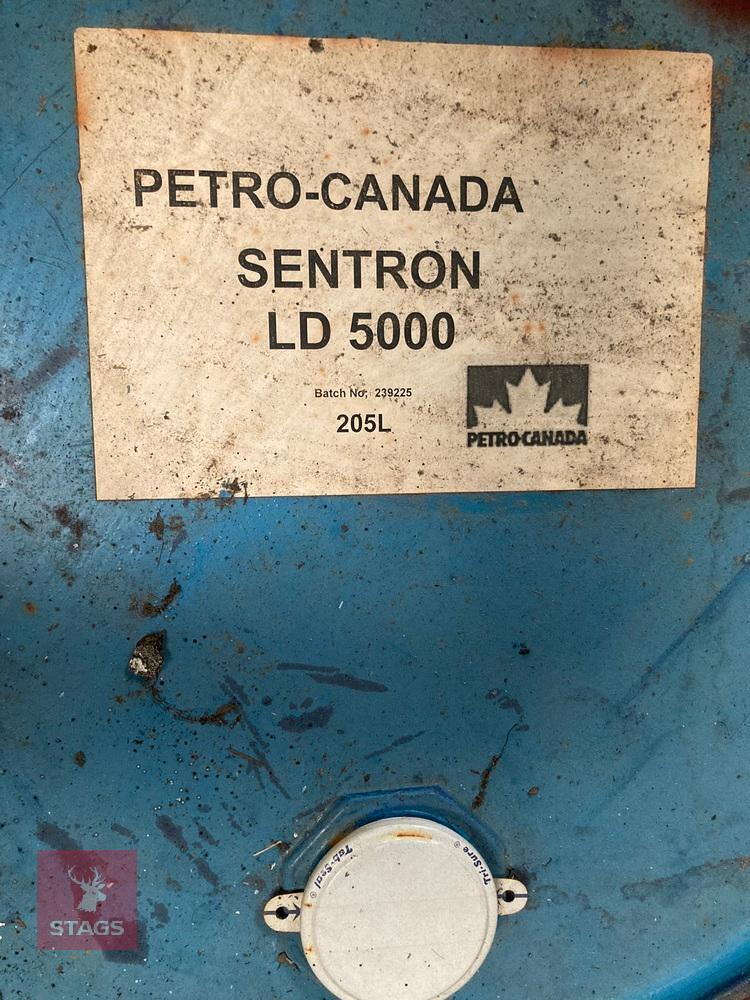 PETRO-CANADA
SENTRON
LD 5000
Batch No; 239225
205L
PETRO-CANADA
Tab-Seal®
Tri-Sure®
STAGS